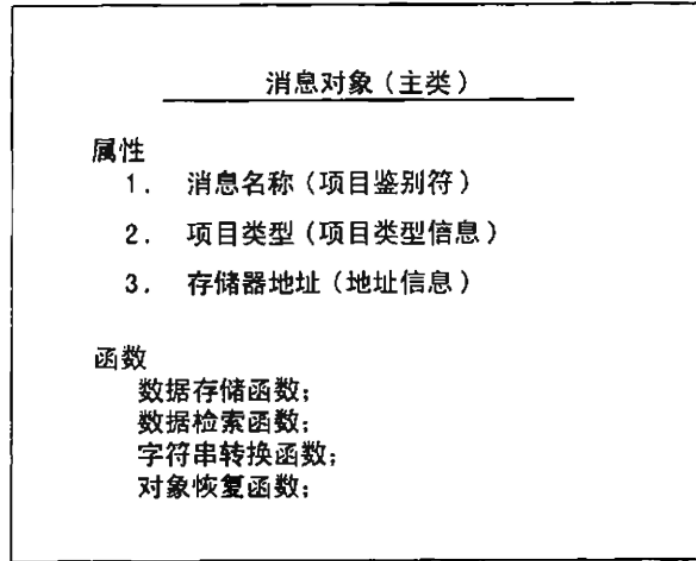 消息对象（主类）
属性
1. 消息名称（项目鉴别符）
2. 项目类型（项目类型信息）
3. 存储器地址（地址信息）
函数
数据存储函数；
数据检索函数；
字符串转换函数；
对象恢复函数；